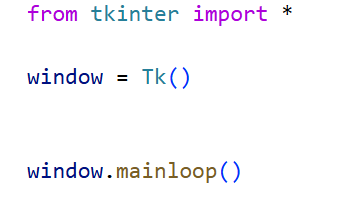 from tkinter import *
window = Tk()
window.mainloop()